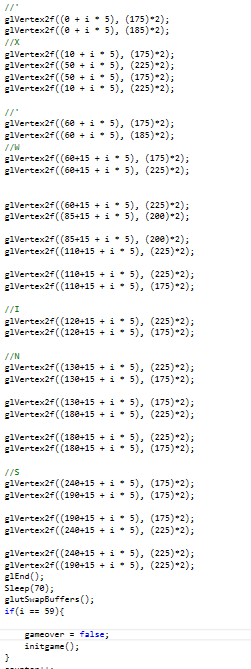 //'
glVertex2f((0 + i * 5), (175)*2);
glVertex2f((0 + i * 5), (185)*2);
//X
glVertex2f((10 + i * 5), (175)*2);
glVertex2f((50 + i * 5), (225)*2);
glVertex2f((50 + i * 5), (175)*2);
glVertex2f((10 + i * 5), (225)*2);
//'
glVertex2f((60 + i * 5), (175)*2);
glVertex2f((60 + i * 5), (185)*2);
//W
glVertex2f((60+15 + i * 5), (175)*2);
glVertex2f((60+15 + i * 5), (225)*2);
glVertex2f((60+15 + i * 5), (225)*2);
glVertex2f((85+15 + i * 5), (200)*2);
glVertex2f((85+15 + i * 5), (200)*2);
glVertex2f((110+15 + i * 5), (225)*2);
glVertex2f((110+15 + i * 5), (225)*2);
glVertex2f((110+15 + i * 5), (175)*2);
//I
glVertex2f((120+15 + i * 5), (225)*2);
glVertex2f((120+15 + i * 5), (175)*2);
//N
glVertex2f((130+15 + i * 5), (225)*2);
glVertex2f((130+15 + i * 5), (175)*2);
glVertex2f((130+15 + i * 5), (175)*2);
glVertex2f((180+15 + i * 5), (225)*2);
glVertex2f((180+15 + i * 5), (225)*2);
glVertex2f((180+15 + i * 5), (175)*2);
//S
glVertex2f((240+15 + i * 5), (175)*2);
glVertex2f((190+15 + i * 5), (175)*2);
glVertex2f((190+15 + i * 5), (175)*2);
glVertex2f((240+15 + i * 5), (225)*2);
glVertex2f((240+15 + i * 5), (225)*2);
glVertex2f((190+15 + i * 5), (225)*2);
glEnd();
Sleep(70);
glutSwapBuffers();
if(i == 59){
gameover = false;
initgame();
}